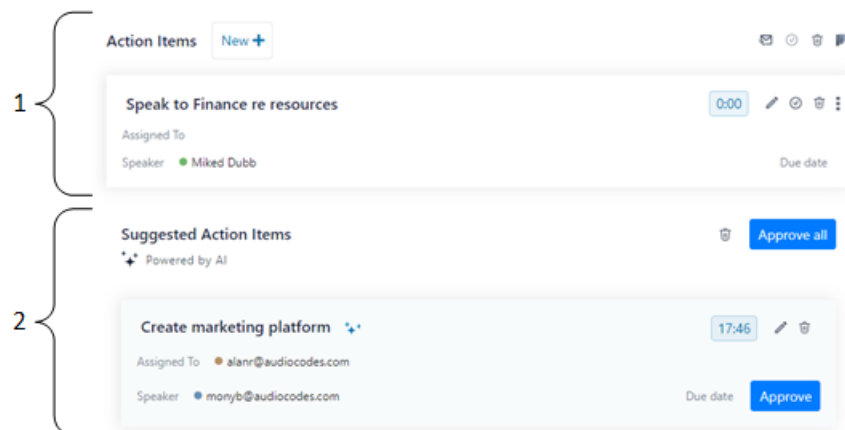 Action Items New +
1
Speak to Finance re resources 0:00
Assigned To
Speaker Miked Dubb Due date
Suggested Action Items Approve all
Powered by AI
2
Create marketing platform 17:46
Assigned To alanr@audiocodes.com
Speaker monyb@audiocodes.com Due date Approve